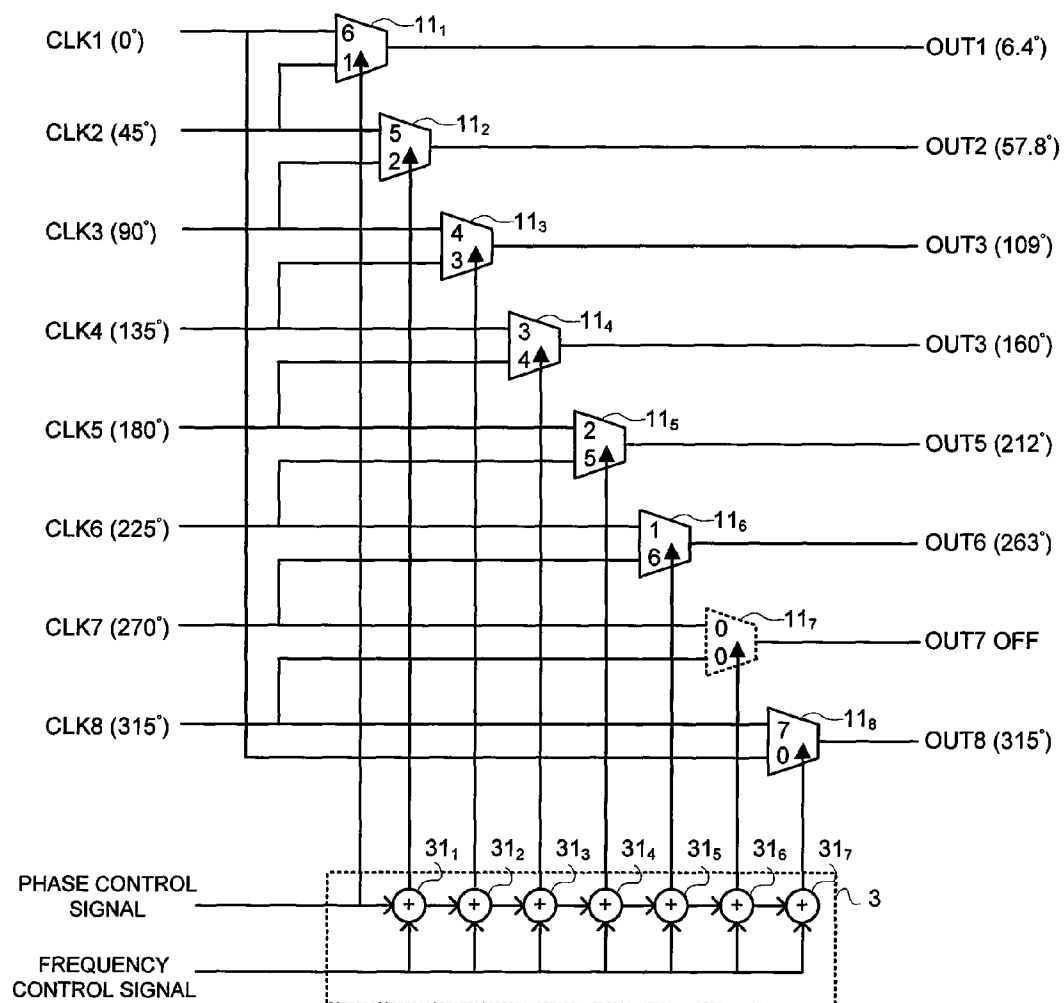 CLK1 (0°)
6
1
11₁
OUT1 (6.4°)
CLK2 (45°)
5
2
11₂
OUT2 (57.8°)
CLK3 (90°)
4
3
11₃
OUT3 (109°)
CLK4 (135°)
3
4
11₄
OUT3 (160°)
CLK5 (180°)
2
5
11₅
OUT5 (212°)
CLK6 (225°)
1
6
11₆
OUT6 (263°)
CLK7 (270°)
0
0
11₇
OUT7 OFF
CLK8 (315°)
7
0
11₈
OUT8 (315°)
31₁ 31₂ 31₃ 31₄ 31₅ 31₆ 31₇
PHASE CONTROL
SIGNAL
+ + + + + + +
3
FREQUENCY
CONTROL SIGNAL